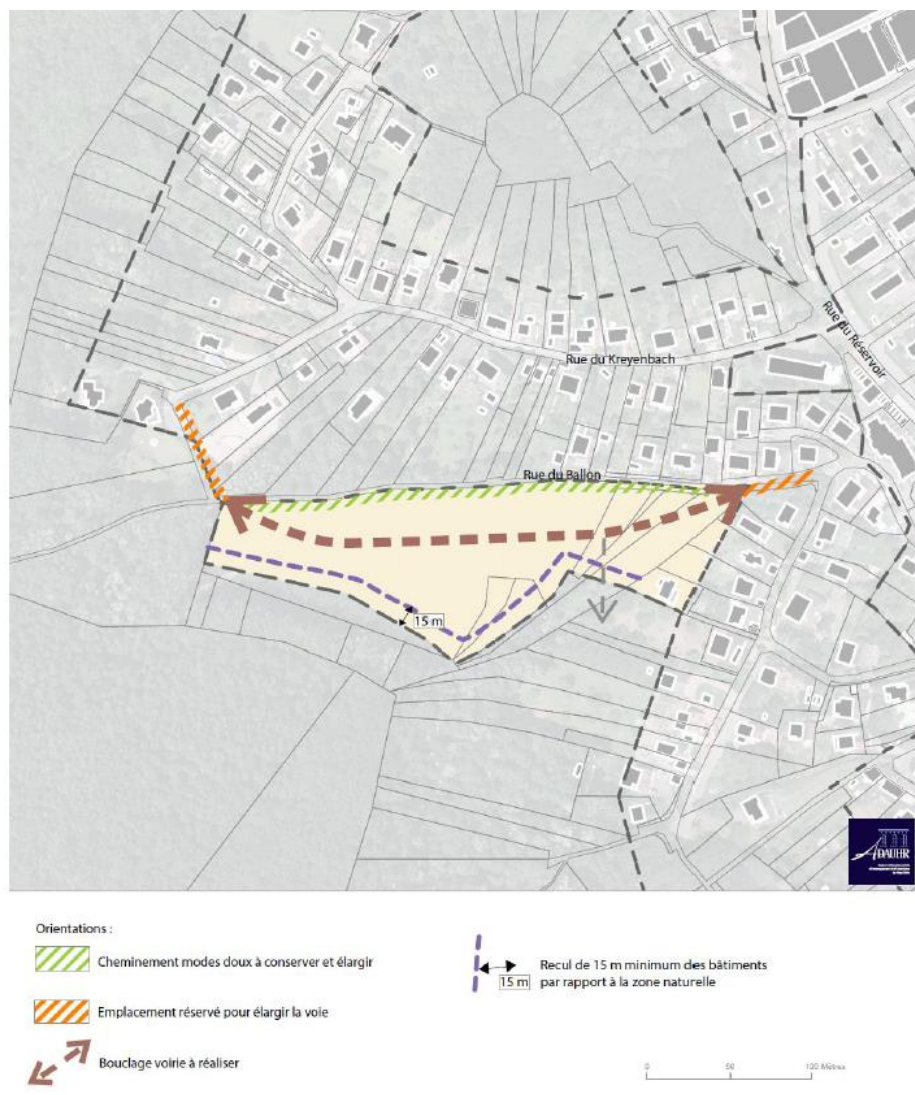 Rue du Réservoir
Rue du Kreyenbach
Rue du Ballon
15 m
ADAUHR
Orientations :
Cheminement modes doux à conserver et élargir
Emplacement réservé pour élargir la voie
Bouclage voirie à réaliser
15 m
Recul de 15 m minimum des bâtiments
par rapport à la zone naturelle
0 50 100 Mètres